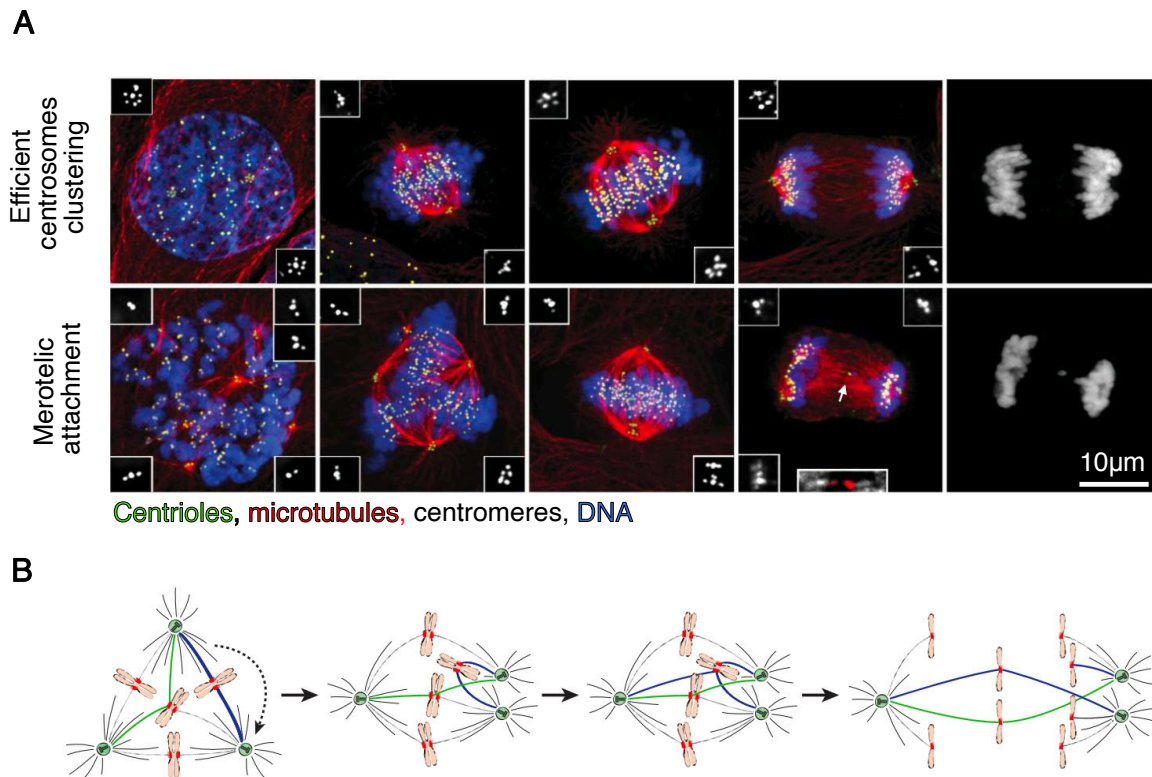 A
Efficient
centrosomes
clustering
Merotelic
attachment
10µm
Centrioles, microtubules, centromeres, DNA
B